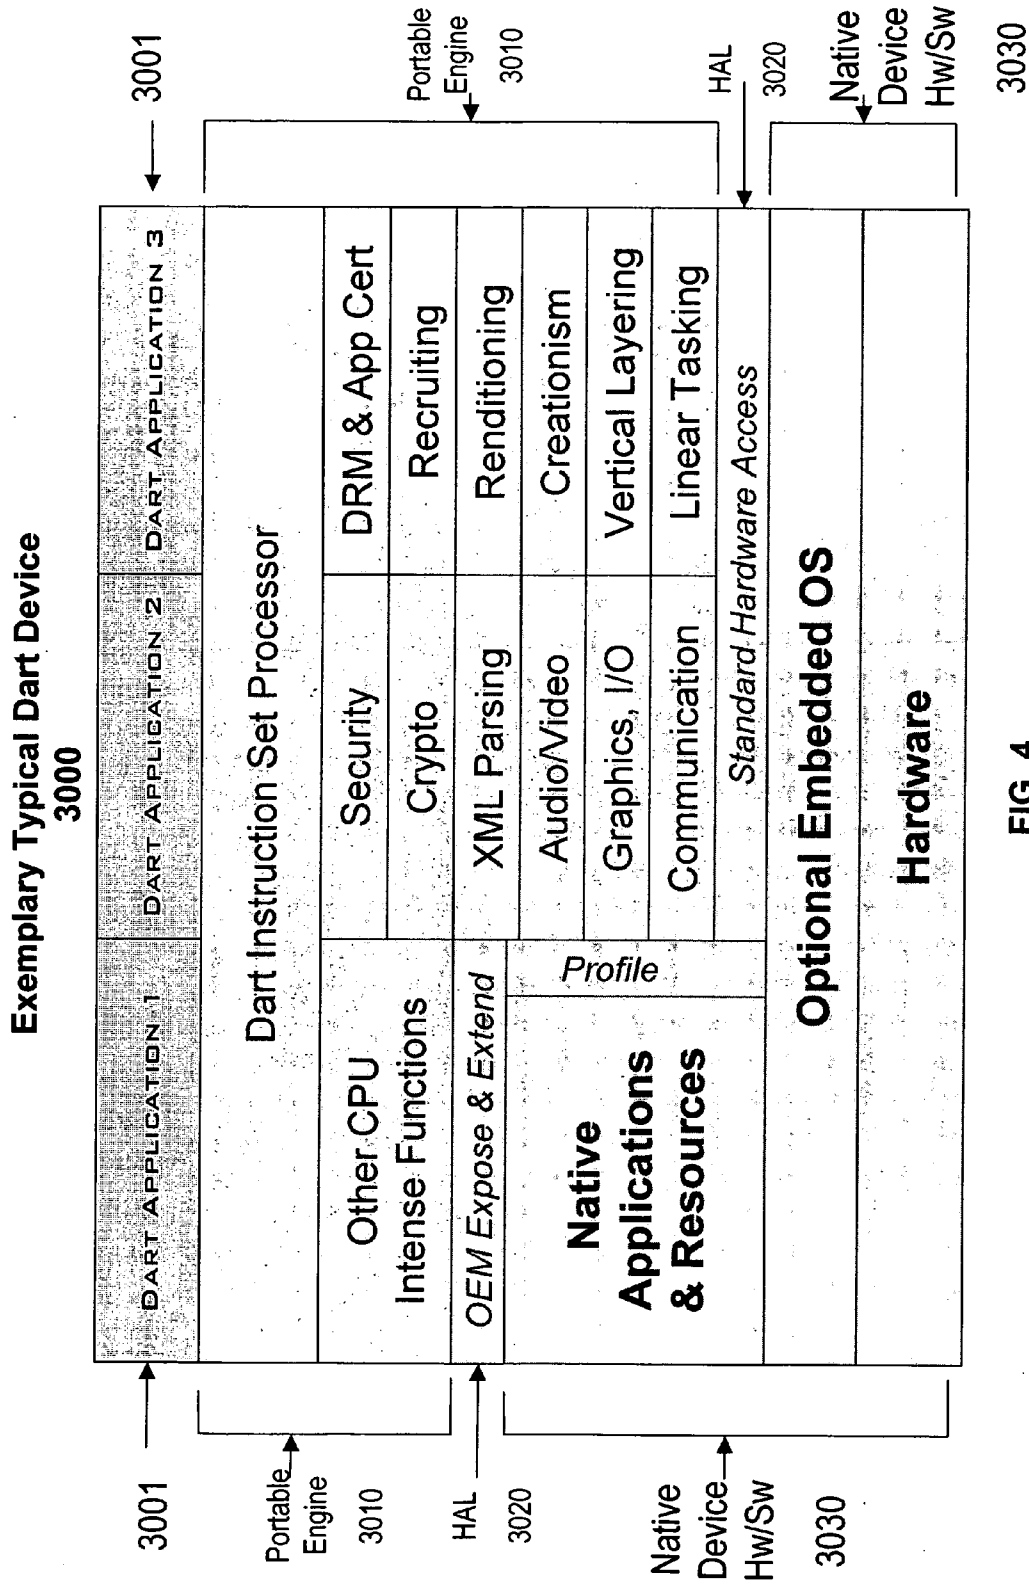 Exemplary Typical Dart Device
3000
3001
DART APPLICATION 1
DART APPLICATION 2
DART APPLICATION 3
3001
Portable
Engine
3010
Dart Instruction Set Processor
Portable
Engine
3010
Other CPU
Intense Functions
Security
DRM & App Cert
Crypto
Recruiting
HAL
3020
OEM Expose & Extend
XML Parsing
Renditioning
Audio/Video
Creationism
Graphics, I/O
Vertical Layering
Communication
Linear Tasking
Native
Applications
& Resources
Profile
Standard Hardware Access
HAL
3020
Native
Device
Hw/Sw
3030
Optional Embedded OS
Hardware
Native
Device
Hw/Sw
3030
FIG. 4